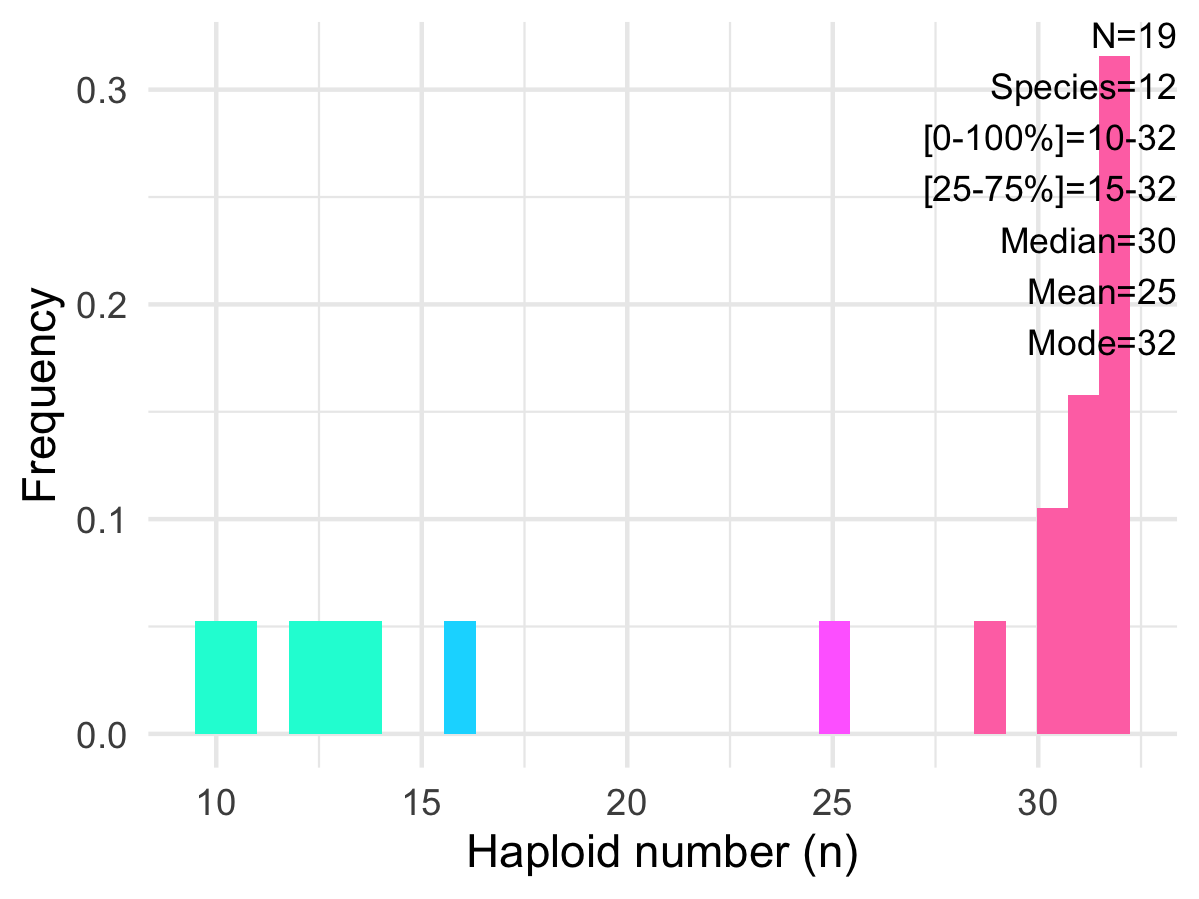 N=19
Species=12
[0-100%]=10-32
[25-75%]=15-32
Median=30
Mean=25
Mode=32
Frequency
0.3
0.2
0.1
0.0
10 15 20 25 30
Haploid number (n)